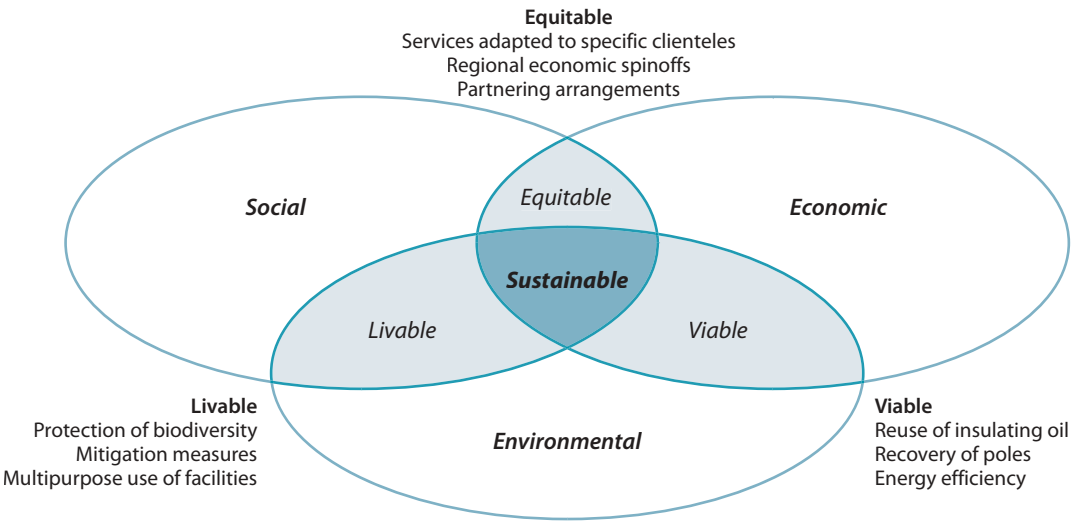 Equitable
Services adapted to specific clienteles
Regional economic spinoffs
Partnering arrangements
Social
Equitable
Economic
Sustainable
Livable
Viable
Environmental
Livable
Protection of biodiversity
Mitigation measures
Multipurpose use of facilities
Viable
Reuse of insulating oil
Recovery of poles
Energy efficiency